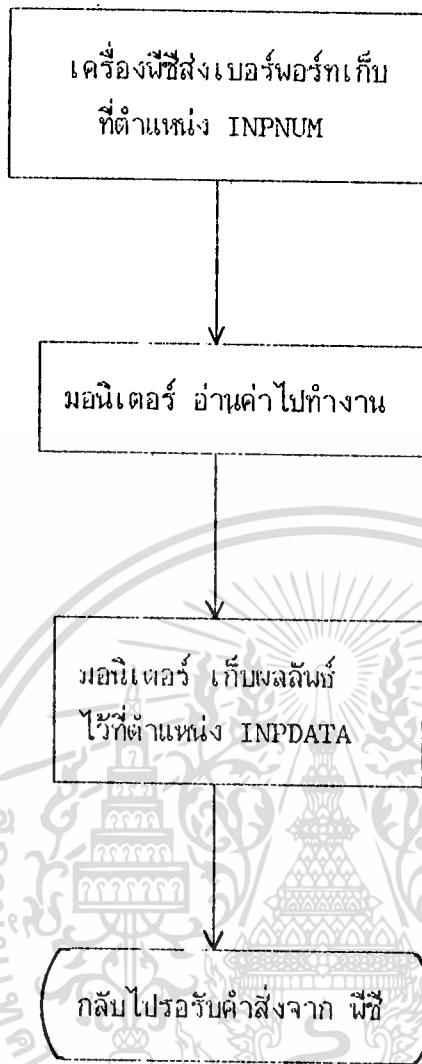 เครื่องพีซีส่งเบอร์พอร์ทเก็บ
ที่ตำแหน่ง INPNUM
มอนิเตอร์ อ่านค่าไปทำงาน
มอนิเตอร์ เก็บผลลัพธ์
ไว้ที่ตำแหน่ง INPDATA
กลับไปรอรับคำสั่งจาก พีซี